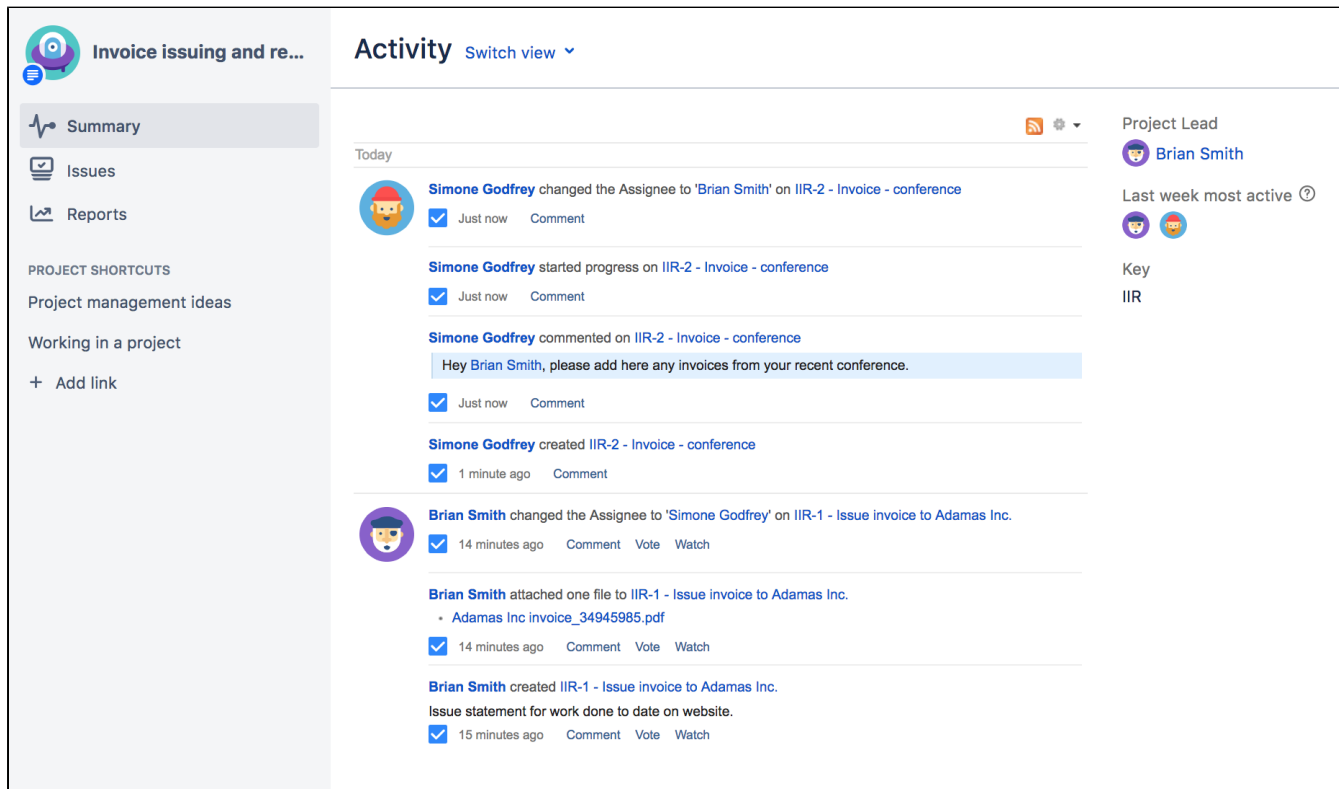 Invoice issuing and re...
Summary
Issues
Reports
PROJECT SHORTCUTS
Project management ideas
Working in a project
+ Add link
Activity Switch view
Today
Simone Godfrey changed the Assignee to 'Brian Smith' on IIR-2 - Invoice - conference
Just now Comment
Simone Godfrey started progress on IIR-2 - Invoice - conference
Just now Comment
Simone Godfrey commented on IIR-2 - Invoice - conference
Hey Brian Smith, please add here any invoices from your recent conference.
Just now Comment
Simone Godfrey created IIR-2 - Invoice - conference
1 minute ago Comment
Brian Smith changed the Assignee to 'Simone Godfrey' on IIR-1 - Issue invoice to Adamas Inc.
14 minutes ago Comment Vote Watch
Brian Smith attached one file to IIR-1 - Issue invoice to Adamas Inc.
• Adamas Inc invoice_34945985.pdf
14 minutes ago Comment Vote Watch
Brian Smith created IIR-1 - Issue invoice to Adamas Inc.
Issue statement for work done to date on website.
15 minutes ago Comment Vote Watch
Project Lead
Brian Smith
Last week most active ?
Key
IIR